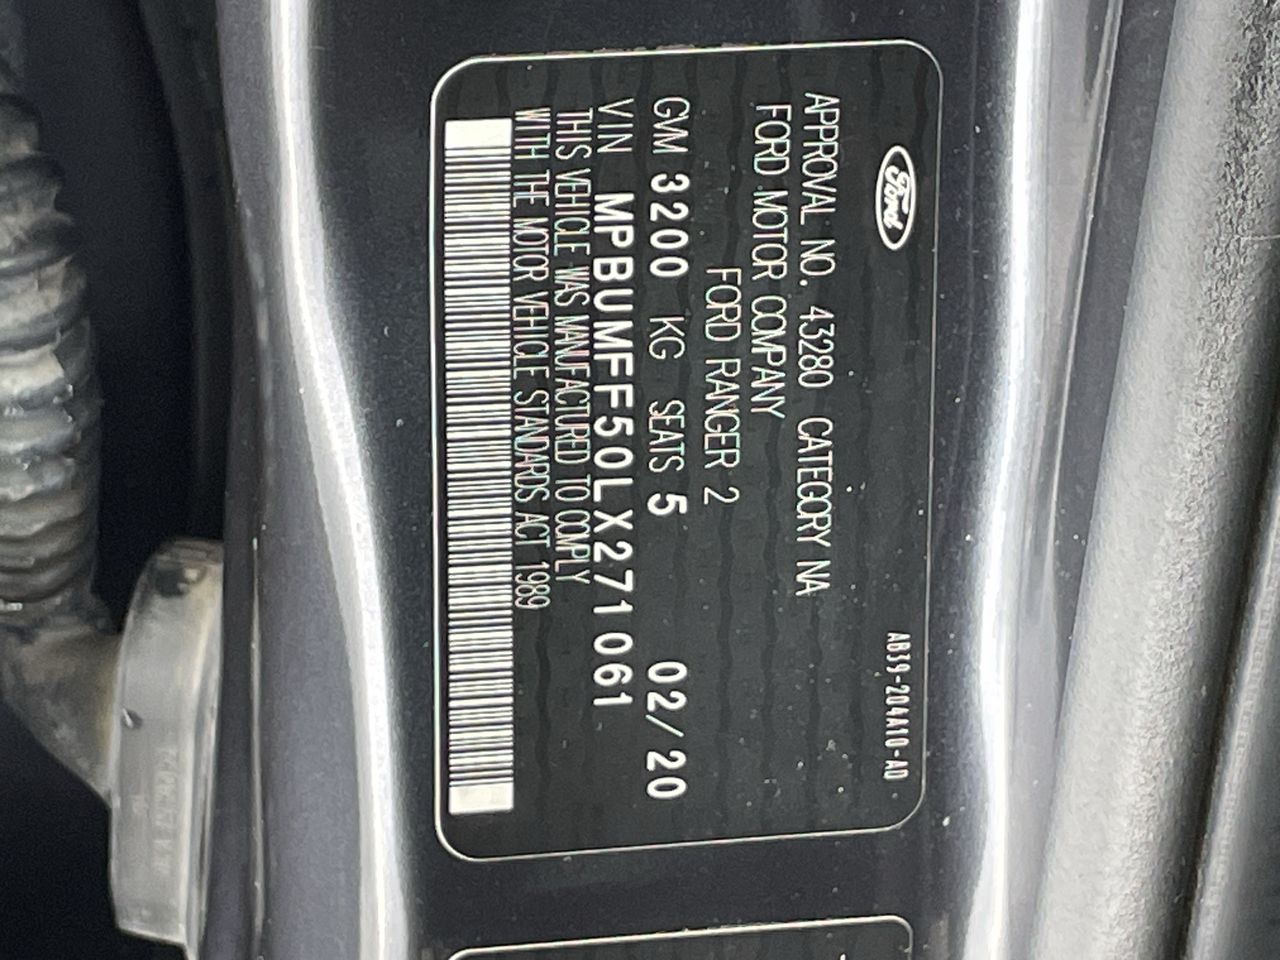 Ford
AB39-204A10-AD
APPROVAL NO. 43280 CATEGORY NA
FORD MOTOR COMPANY
FORD RANGER 2
GVM 3200 KG SEATS 5 02/20
VIN MPBUMFF50LX271061
THIS VEHICLE WAS MANUFACTURED TO COMPLY
WITH THE MOTOR VEHICLE STANDARDS ACT 1989